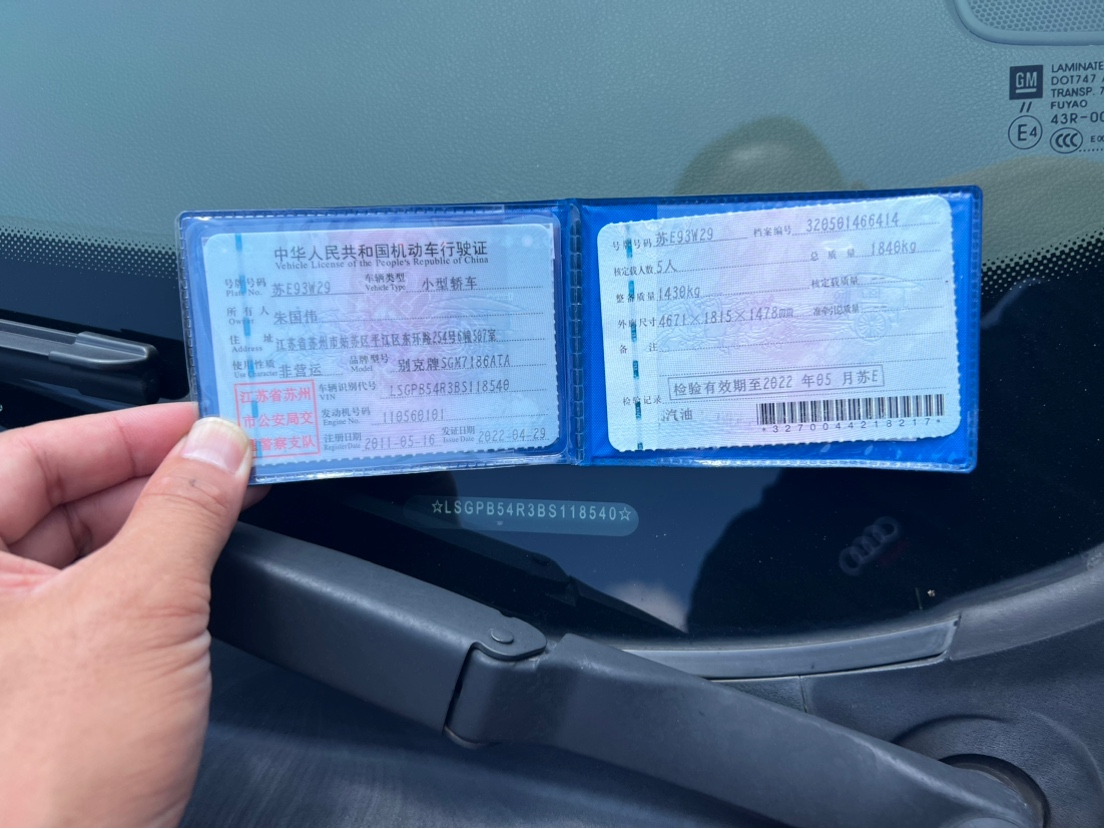 中华人民共和国机动车行驶证
Vehicle License of the People's Republic of China
号牌号码 Plate No. 苏E93W29 车辆类型 Vehicle Type 小型轿车
所有人 Owner 朱国伟
住址 Address 江苏省苏州市姑苏区平江区东环路254号6幢507室
使用性质 Use Character 非营运 品牌型号 Model 别克牌SGM7186ATA
车辆识别代号 VIN LSGPB54R3BS118540
发动机号码 Engine No. 110560101
注册日期 Register Date 2011-05-16 发证日期 Issue Date 2022-04-29
江苏省苏州
市公安局交
警察支队
号牌号码 苏E93W29 档案编号 320501466414
核定载人数 5人 总质量 1840kg
整备质量 1430kg 核定载质量
外廓尺寸 4671×1815×1478mm 准牵引总质量
备注
检验有效期至2022年05月苏E
检验记录
汽油
*3270044218217*
☆LSGPB54R3BS118540☆
GM
LAMINATE
DOT747
TRANSP.
FUYAO
//
E4
43R-00
CCC